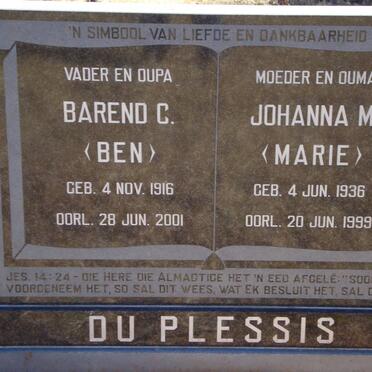 'N SIMBOOL VAN LIEFDE EN DANKBAARHEID
VADER EN OUPA
BAREND C.
(BEN)
GEB. 4 NOV. 1916
OORL. 28 JUN. 2001
MOEDER EN OUMA
JOHANNA M
(MARIE)
GEB. 4 JUN. 1936
OORL. 20 JUN. 1999
JES. 14:24 - DIE HERE DIE ALMAGTIGE HET 'N EED AFGELÊ: "SOO
VOORGENEEM HET, SO SAL DIT WEES, WAT EK BESLUIT HET, SAL
DU PLESSIS